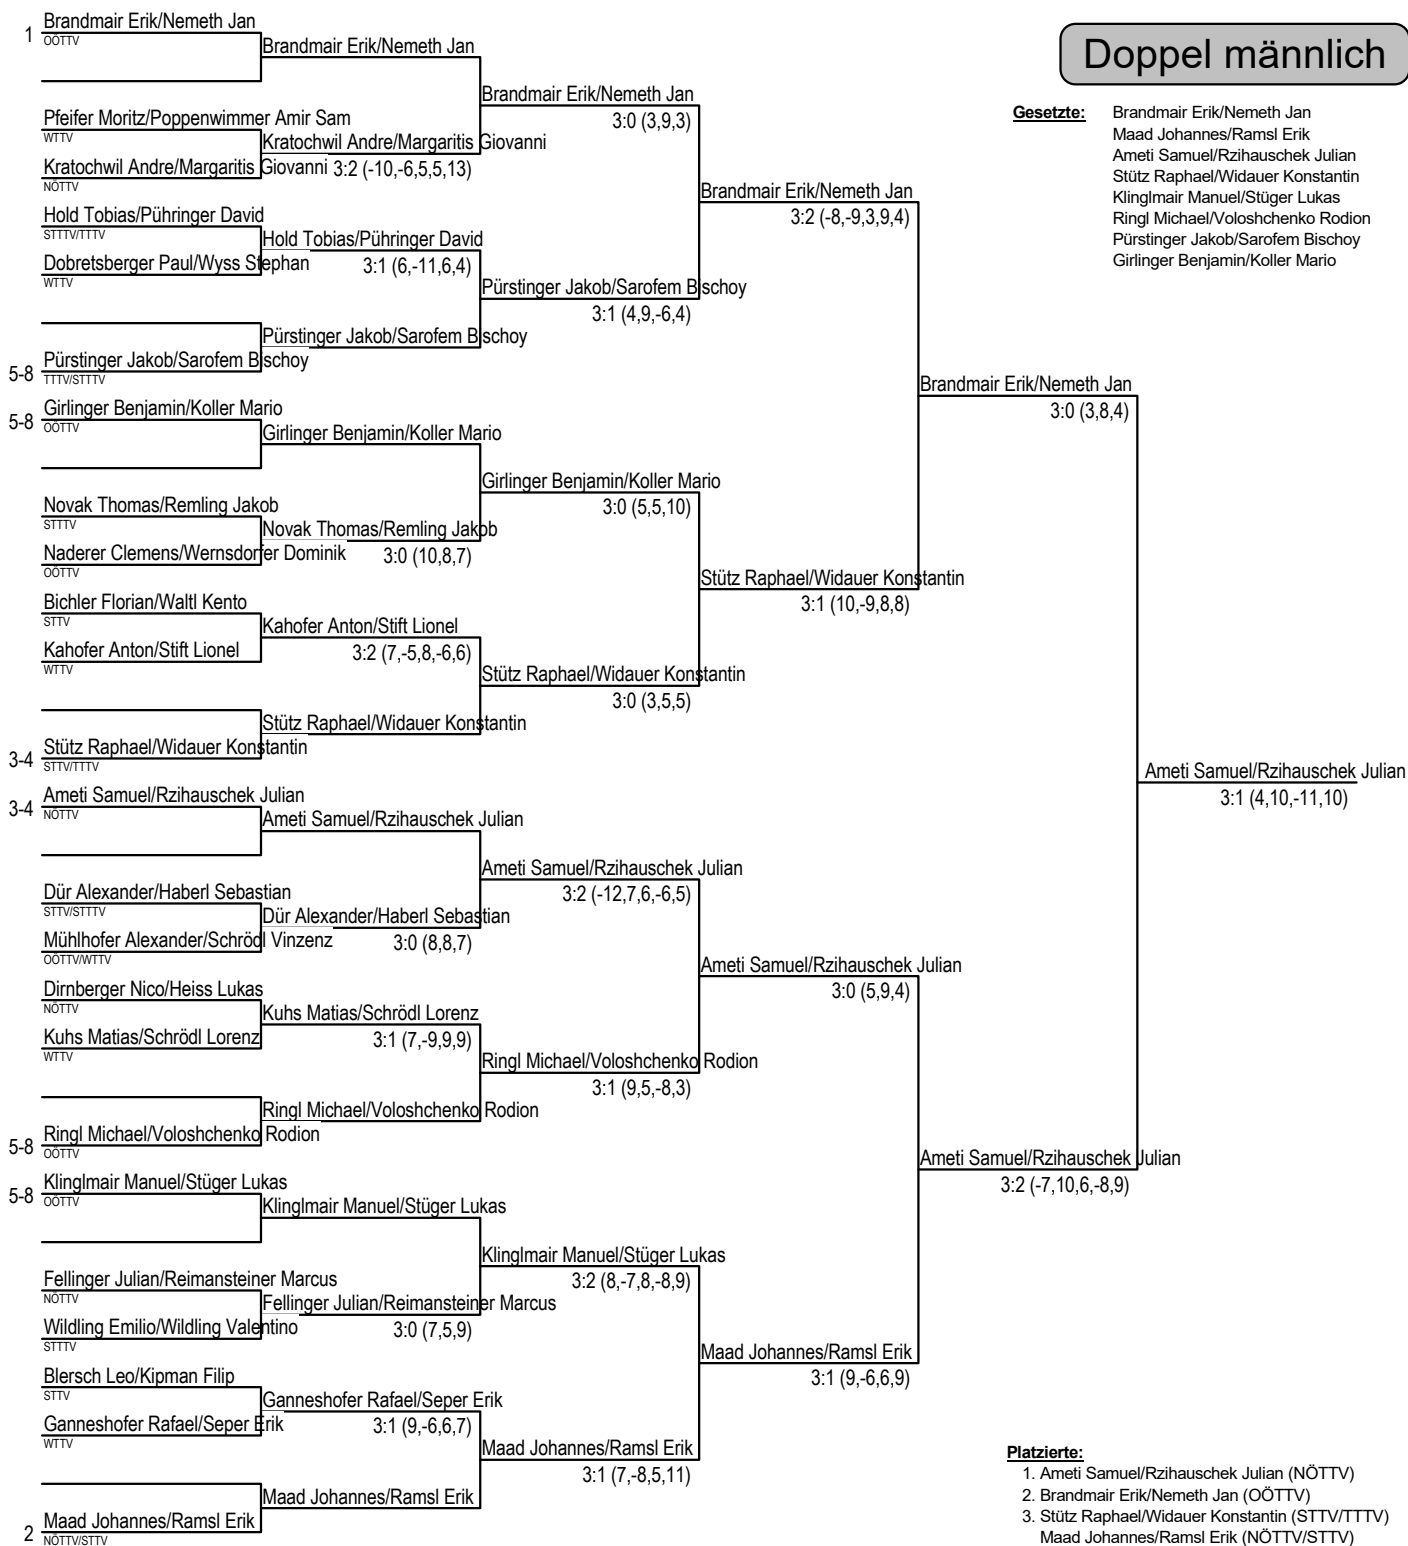 Doppel männlich
Gesetzte:
Brandmair Erik/Nemeth Jan
Maad Johannes/Ramsl Erik
Ameti Samuel/Rzihauschek Julian
Stütz Raphael/Widauer Konstantin
Klinglmair Manuel/Stüger Lukas
Ringl Michael/Voloshchenko Rodion
Pürstinger Jakob/Sarofem Bischoy
Girlinger Benjamin/Koller Mario
1 Brandmair Erik/Nemeth Jan
OÖTTV
Pfeifer Moritz/Poppenwimmer Amir Sam
WTTV
Kratochwil Andre/Margaritis Giovanni
NÖTTV
Hold Tobias/Pühringer David
STTTV/TTTV
Dobretsberger Paul/Wyss Stephan
WTTV
5-8 Pürstinger Jakob/Sarofem Bischoy
TTTV/STTTV
5-8 Girlinger Benjamin/Koller Mario
OÖTTV
Novak Thomas/Remling Jakob
STTTV
Naderer Clemens/Wernsdorfer Dominik
OÖTTV
Bichler Florian/Waltl Kento
STTV
Kahofer Anton/Stift Lionel
WTTV
3-4 Stütz Raphael/Widauer Konstantin
STTV/TTTV
3-4 Ameti Samuel/Rzihauschek Julian
NÖTTV
Dür Alexander/Haberl Sebastian
STTV/STTTV
Mühlhofer Alexander/Schrödl Vinzenz
OÖTTV/WTTV
Dirnberger Nico/Heiss Lukas
NÖTTV
Kuhs Matias/Schrödl Lorenz
WTTV
5-8 Ringl Michael/Voloshchenko Rodion
OÖTTV
5-8 Klinglmair Manuel/Stüger Lukas
OÖTTV
Fellinger Julian/Reimansteiner Marcus
NÖTTV
Wildling Emilio/Wildling Valentino
STTTV
Blersch Leo/Kipman Filip
STTV
Ganneshofer Rafael/Seper Erik
WTTV
2 Maad Johannes/Ramsl Erik
NÖTTV/STTV
Brandmair Erik/Nemeth Jan
Kratochwil Andre/Margaritis Giovanni
3:2 (-10,-6,5,5,13)
Hold Tobias/Pühringer David
3:1 (6,-11,6,4)
Pürstinger Jakob/Sarofem Bischoy
Girlinger Benjamin/Koller Mario
Novak Thomas/Remling Jakob
3:0 (10,8,7)
Kahofer Anton/Stift Lionel
3:2 (7,-5,8,-6,6)
Stütz Raphael/Widauer Konstantin
Ameti Samuel/Rzihauschek Julian
Dür Alexander/Haberl Sebastian
3:0 (8,8,7)
Kuhs Matias/Schrödl Lorenz
3:1 (7,-9,9,9)
Ringl Michael/Voloshchenko Rodion
Klinglmair Manuel/Stüger Lukas
Fellinger Julian/Reimansteiner Marcus
3:0 (7,5,9)
Ganneshofer Rafael/Seper Erik
3:1 (9,-6,6,7)
Maad Johannes/Ramsl Erik
Brandmair Erik/Nemeth Jan
3:0 (3,9,3)
Pürstinger Jakob/Sarofem Bischoy
3:1 (4,9,-6,4)
Girlinger Benjamin/Koller Mario
3:0 (5,5,10)
Stütz Raphael/Widauer Konstantin
3:0 (3,5,5)
Ameti Samuel/Rzihauschek Julian
3:2 (-12,7,6,-6,5)
Ringl Michael/Voloshchenko Rodion
3:1 (9,5,-8,3)
Klinglmair Manuel/Stüger Lukas
3:2 (8,-7,8,-8,9)
Maad Johannes/Ramsl Erik
3:1 (7,-8,5,11)
Brandmair Erik/Nemeth Jan
3:2 (-8,-9,3,9,4)
Stütz Raphael/Widauer Konstantin
3:1 (10,-9,8,8)
Ameti Samuel/Rzihauschek Julian
3:0 (5,9,4)
Maad Johannes/Ramsl Erik
3:1 (9,-6,6,9)
Brandmair Erik/Nemeth Jan
3:0 (3,8,4)
Ameti Samuel/Rzihauschek Julian
3:2 (-7,10,6,-8,9)
Ameti Samuel/Rzihauschek Julian
3:1 (4,10,-11,10)
Platzierte:
1. Ameti Samuel/Rzihauschek Julian (NÖTTV)
2. Brandmair Erik/Nemeth Jan (OÖTTV)
3. Stütz Raphael/Widauer Konstantin (STTV/TTTV)
Maad Johannes/Ramsl Erik (NÖTTV/STTV)